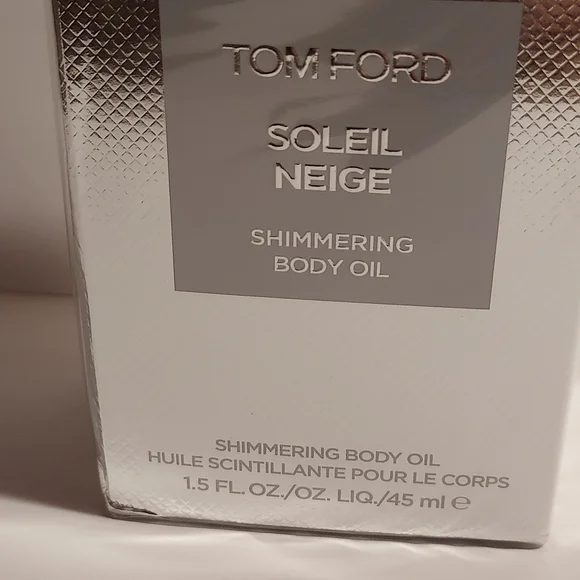 TOM FORD
SOLEIL
NEIGE
SHIMMERING
BODY OIL
SHIMMERING BODY OIL
HUILE SCINTILLANTE POUR LE CORPS
1.5 FL. OZ./OZ. LIQ./45 ml ℮